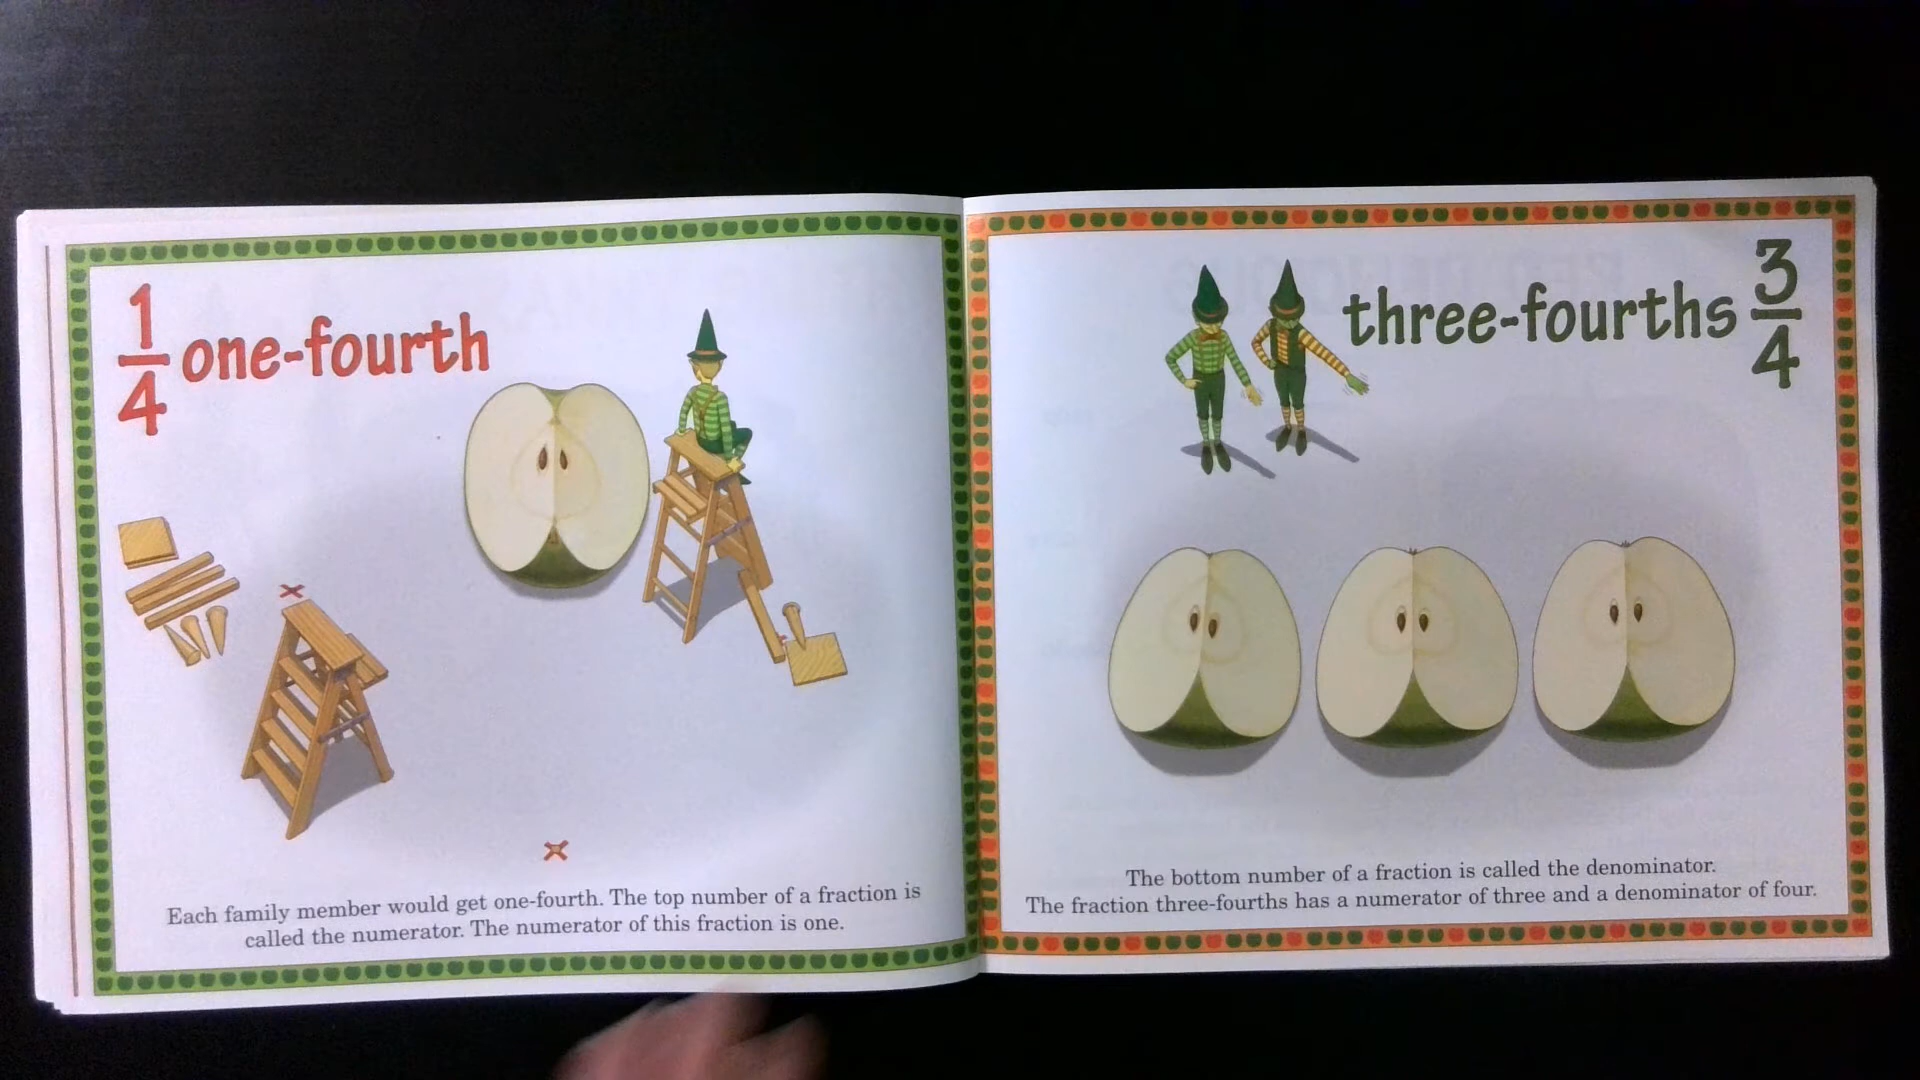 1
4
one-fourth
Each family member would get one-fourth. The top number of a fraction is
called the numerator. The numerator of this fraction is one.
three-fourths
3
4
The bottom number of a fraction is called the denominator.
The fraction three-fourths has a numerator of three and a denominator of four.